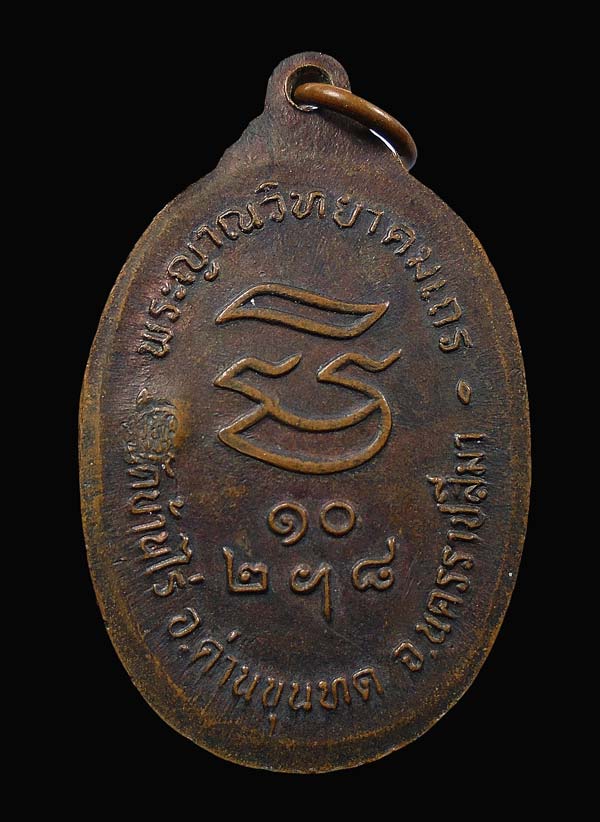 พระญาณวิทยาคมเถร
๑๐
๒ ฯ ๘
วัดบ้านไร่ อ.ด่านขุนทด จ.นครราชสีมา